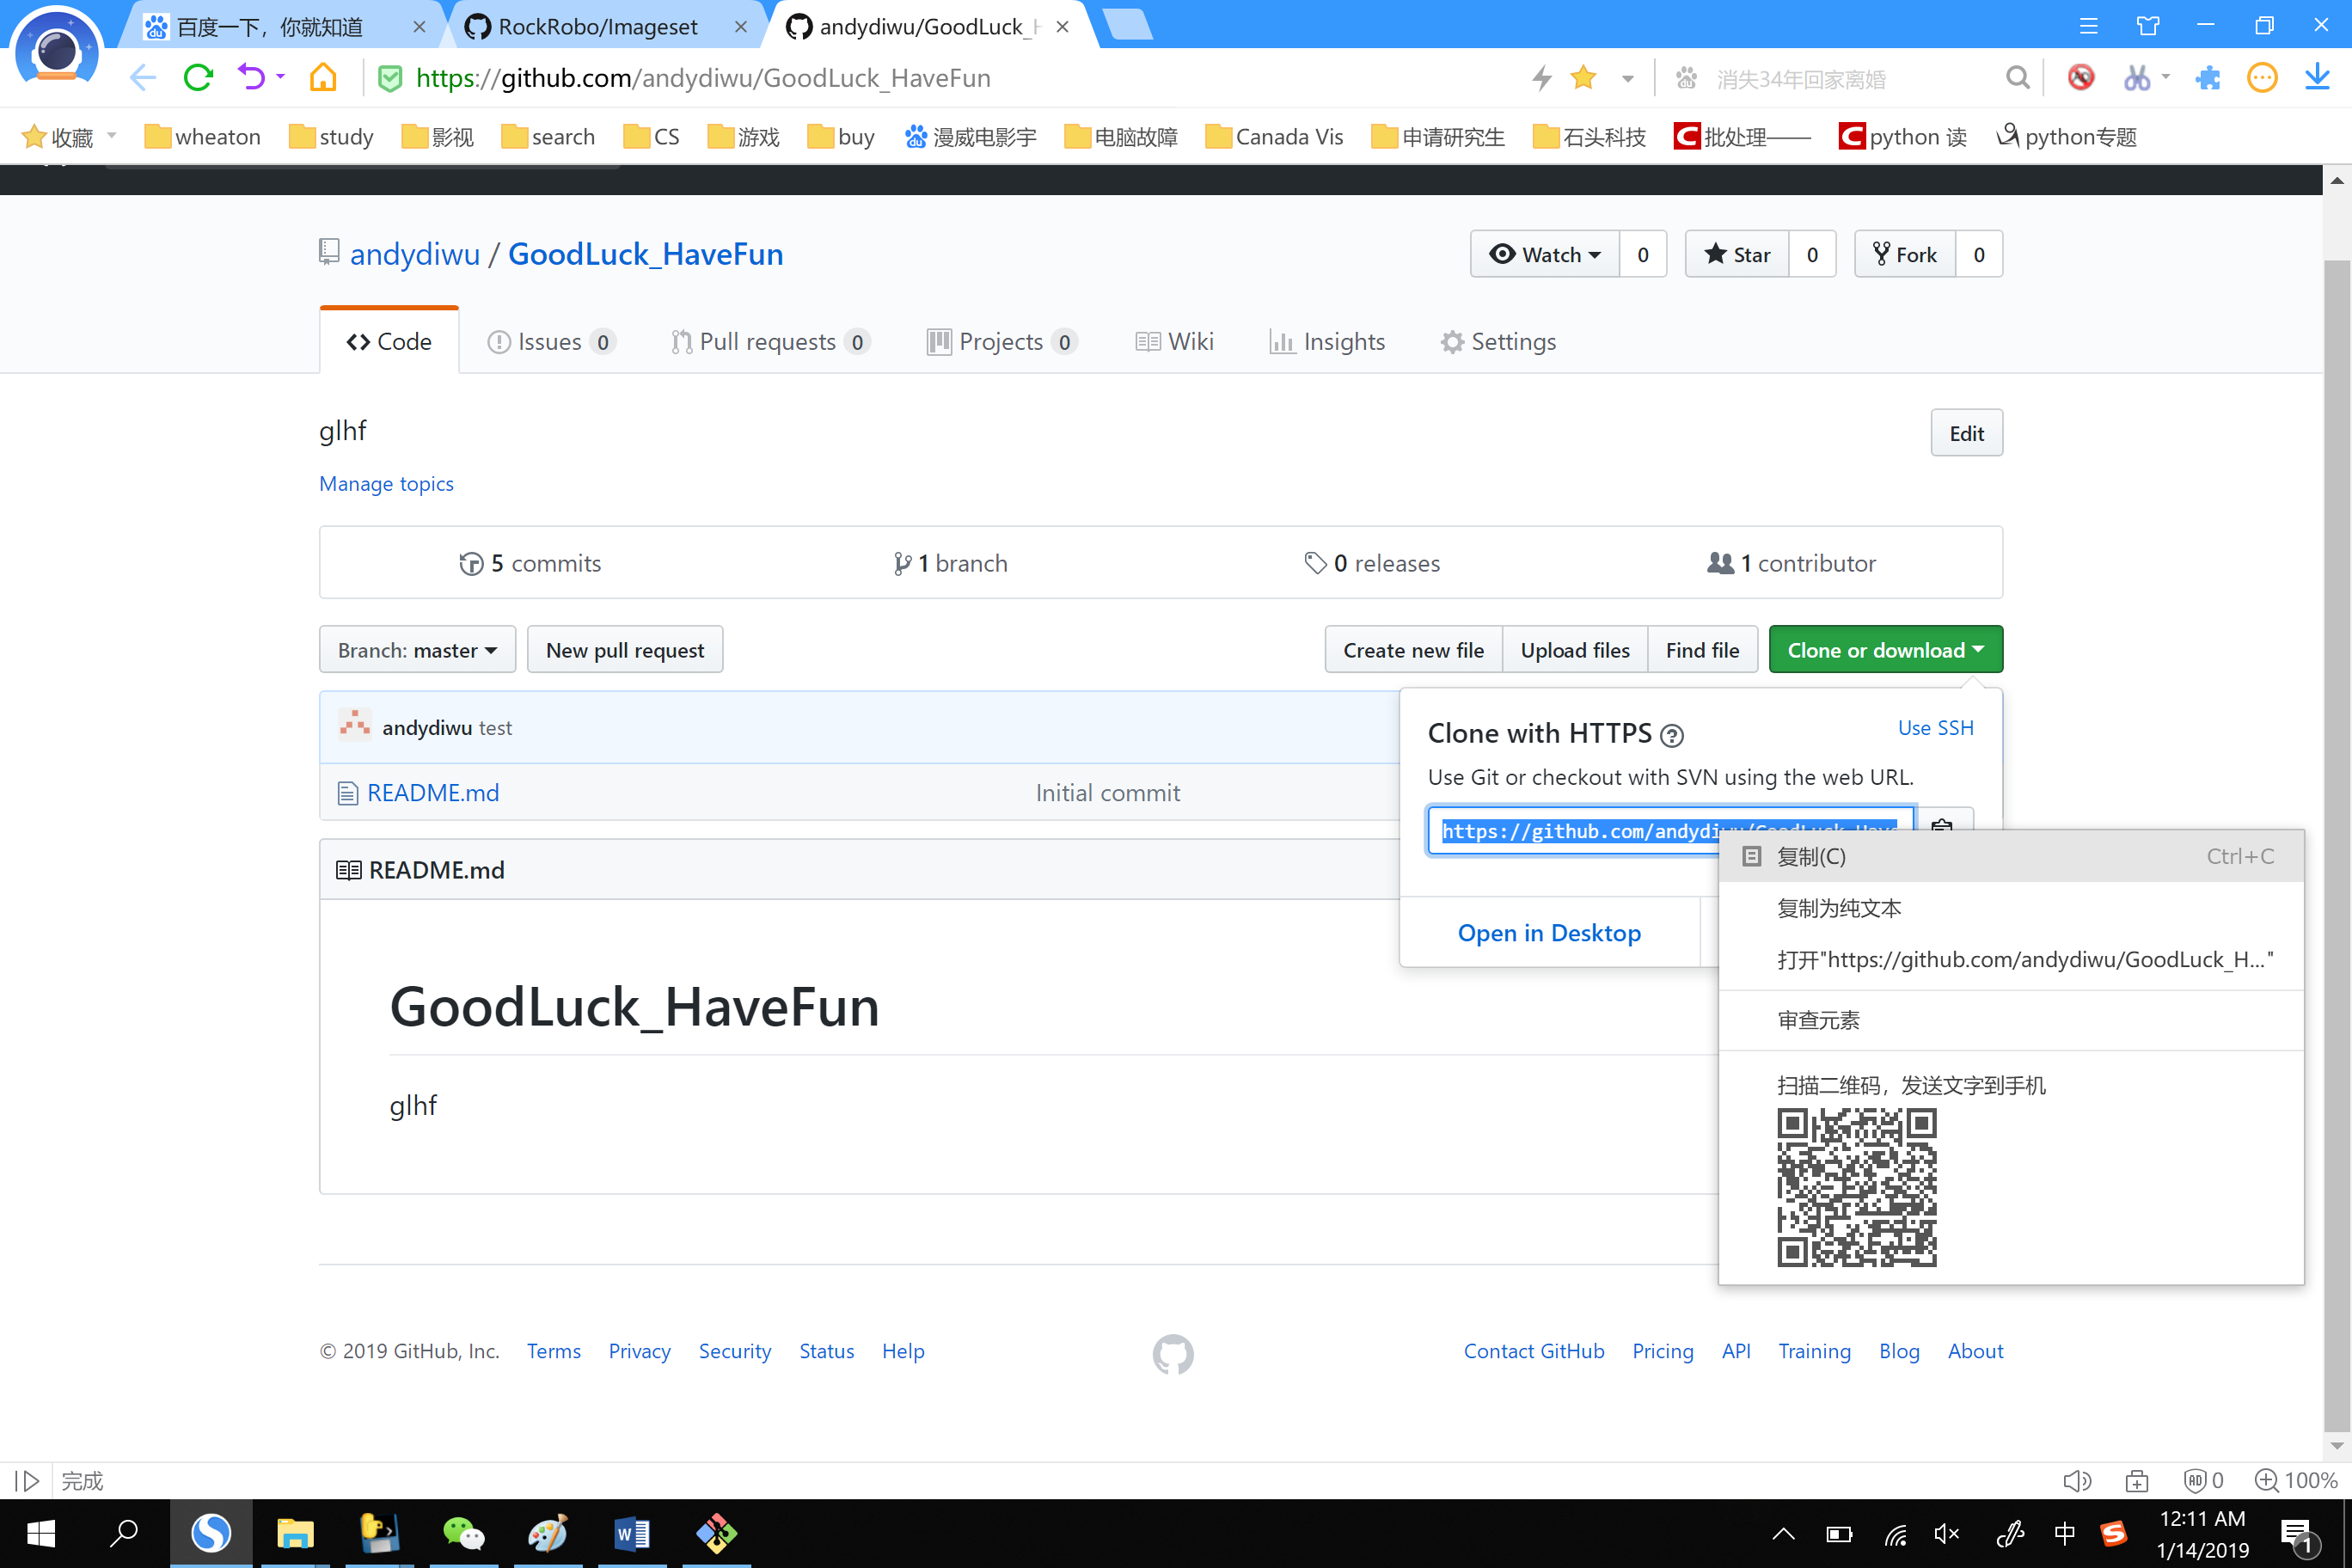 百度一下，你就知道
RockRobo/Imageset
andydiwu/GoodLuck_H
https://github.com/andydiwu/GoodLuck_HaveFun
消失34年回家离婚
收藏 wheaton study 影视 search CS 游戏 buy 漫威电影宇 电脑故障 Canada Vis 申请研究生 石头科技 批处理—— python 读 python专题
andydiwu / GoodLuck_HaveFun
Watch 0 Star 0 Fork 0
Code Issues 0 Pull requests 0 Projects 0 Wiki Insights Settings
glhf
Edit
Manage topics
5 commits 1 branch 0 releases 1 contributor
Branch: master New pull request Create new file Upload files Find file Clone or download
andydiwu test
README.md Initial commit
Clone with HTTPS Use SSH
Use Git or checkout with SVN using the web URL.
https://github.com/andydiwu/GoodLuck_Have
Open in Desktop
复制(C) Ctrl+C
复制为纯文本
打开"https://github.com/andydiwu/GoodLuck_H..."
审查元素
扫描二维码，发送文字到手机
README.md
GoodLuck_HaveFun
glhf
© 2019 GitHub, Inc. Terms Privacy Security Status Help Contact GitHub Pricing API Training Blog About
完成 AD 0 100%
中 12:11 AM
1/14/2019
1